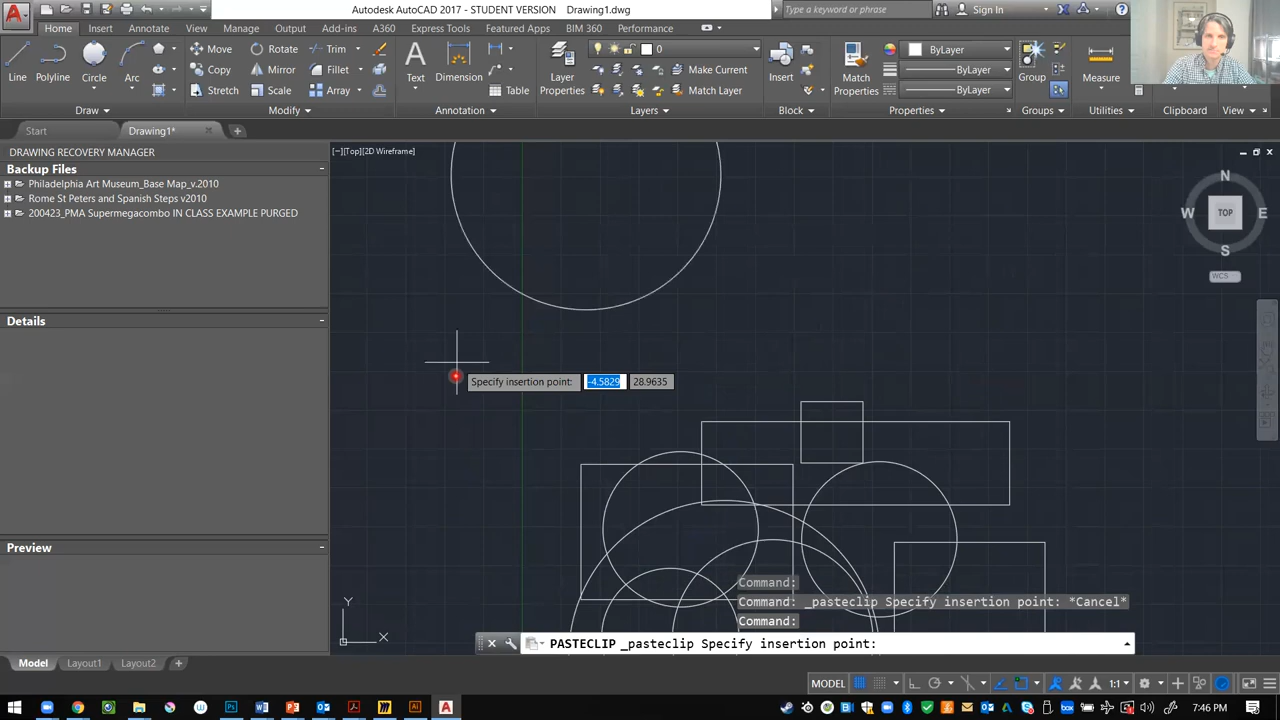 Autodesk AutoCAD 2017 - STUDENT VERSION Drawing1.dwg
Type a keyword or phrase
Sign In
Home Insert Annotate View Manage Output Add-ins A360 Express Tools Featured Apps BIM 360 Performance
Move Rotate Trim
0
ByLayer
Line Polyline Circle Arc
Copy Mirror Fillet
Text Dimension
Layer Properties
Make Current
Insert
Match Properties
ByLayer
Group
Measure
Stretch Scale Array
Table
Match Layer
ByLayer
Draw Modify Annotation Layers Block Properties Groups Utilities Clipboard View
Start Drawing1*
DRAWING RECOVERY MANAGER
[−][Top][2D Wireframe]
Backup Files
Philadelphia Art Museum_Base Map_v.2010
Rome St Peters and Spanish Steps v2010
200423_PMA Supermegacombo IN CLASS EXAMPLE PURGED
N
W TOP E
S
WCS
Details
Specify insertion point: -4.5829 28.9635
Preview
Command:
Command: _pasteclip Specify insertion point: *Cancel*
Command:
Y
X
PASTECLIP _pasteclip Specify insertion point:
Model Layout1 Layout2
MODEL 1:1
7:46 PM